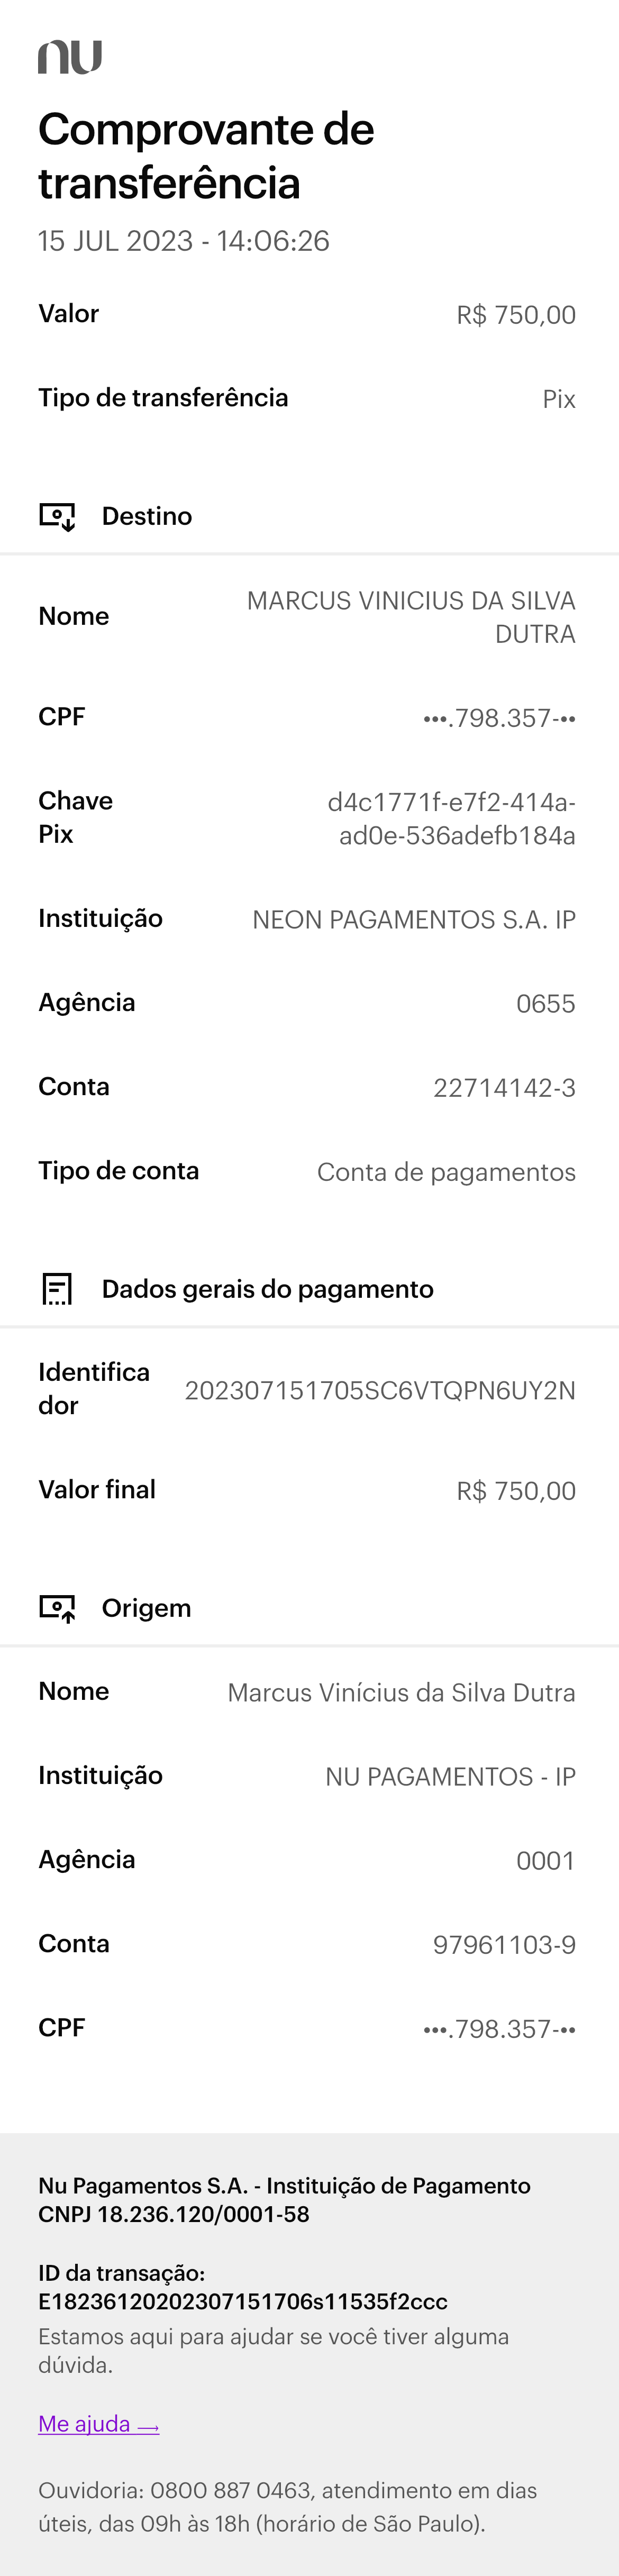 nu
Comprovante de
transferência
15 JUL 2023 - 14:06:26
Valor R$ 750,00
Tipo de transferência Pix
Destino
Nome MARCUS VINICIUS DA SILVA
DUTRA
CPF •••.798.357-••
Chave d4c1771f-e7f2-414a-
Pix ad0e-536adefb184a
Instituição NEON PAGAMENTOS S.A. IP
Agência 0655
Conta 22714142-3
Tipo de conta Conta de pagamentos
Dados gerais do pagamento
Identifica
dor 202307151705SC6VTQPN6UY2N
Valor final R$ 750,00
Origem
Nome Marcus Vinícius da Silva Dutra
Instituição NU PAGAMENTOS - IP
Agência 0001
Conta 97961103-9
CPF •••.798.357-••
Nu Pagamentos S.A. - Instituição de Pagamento
CNPJ 18.236.120/0001-58
ID da transação:
E18236120202307151706s11535f2ccc
Estamos aqui para ajudar se você tiver alguma
dúvida.
Me ajuda →
Ouvidoria: 0800 887 0463, atendimento em dias
úteis, das 09h às 18h (horário de São Paulo).